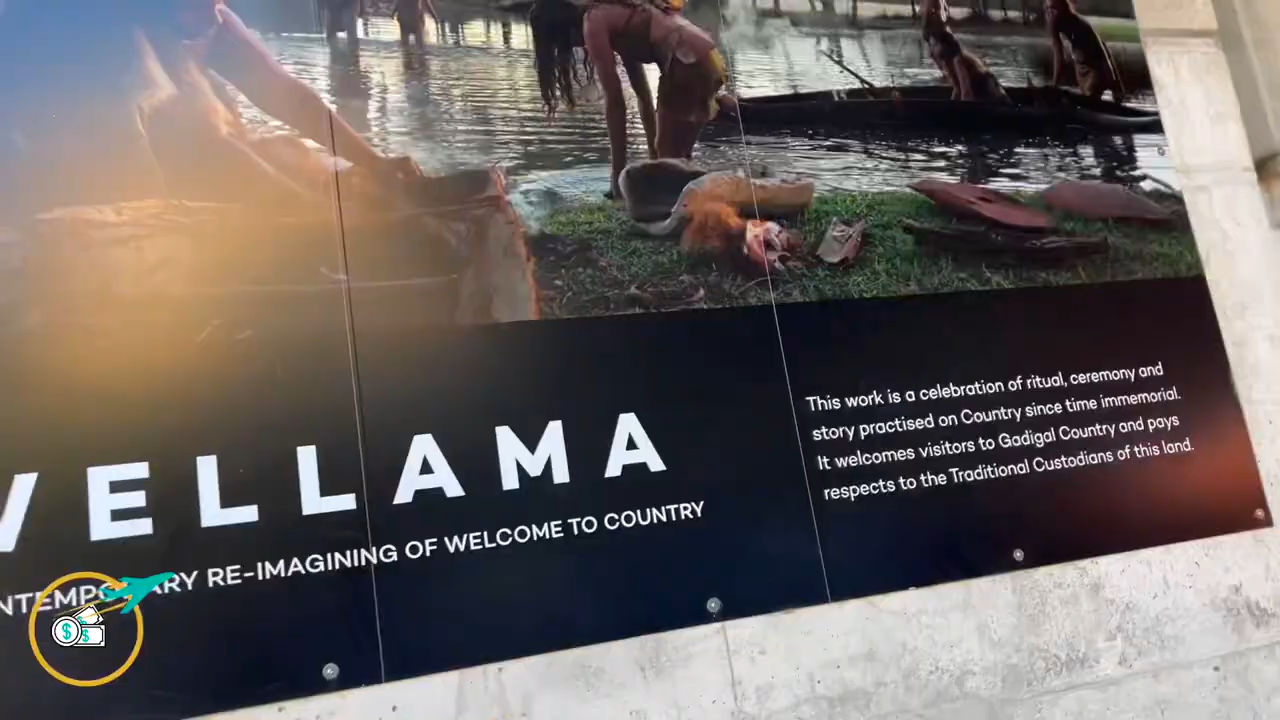 VELLAMA
NTEMPORARY RE-IMAGINING OF WELCOME TO COUNTRY
This work is a celebration of ritual, ceremony and
story practised on Country since time immemorial.
It welcomes visitors to Gadigal Country and pays
respects to the Traditional Custodians of this land.
$
$